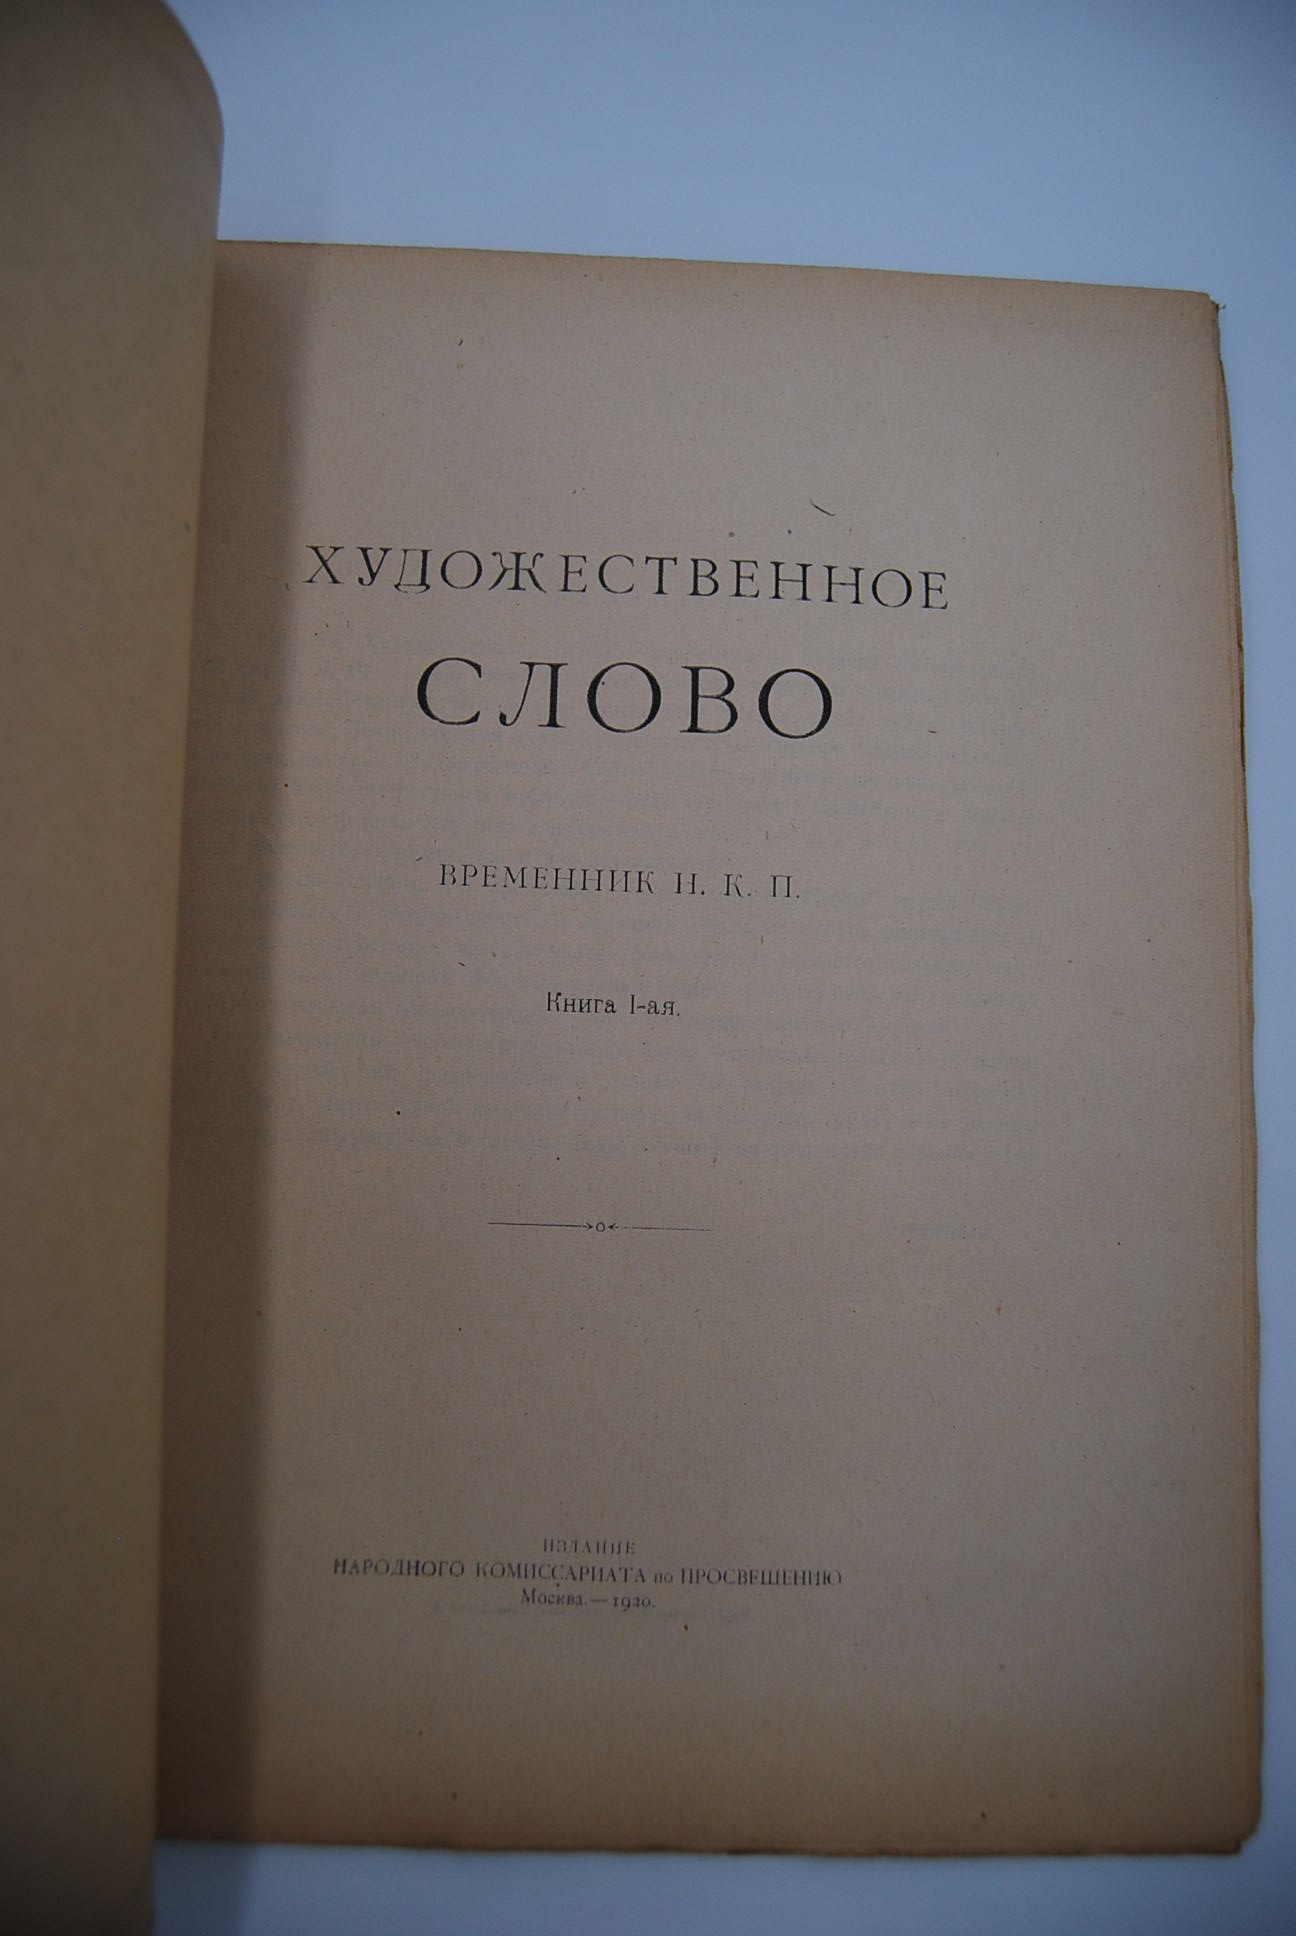 ХУДОЖЕСТВЕННОЕ
СЛОВО
ВРЕМЕННИК Н. К. П.
Книга I-ая.
ИЗДАНИЕ
НАРОДНОГО КОМИССАРИАТА по ПРОСВЕЩЕНИЮ
Москва.—1920.